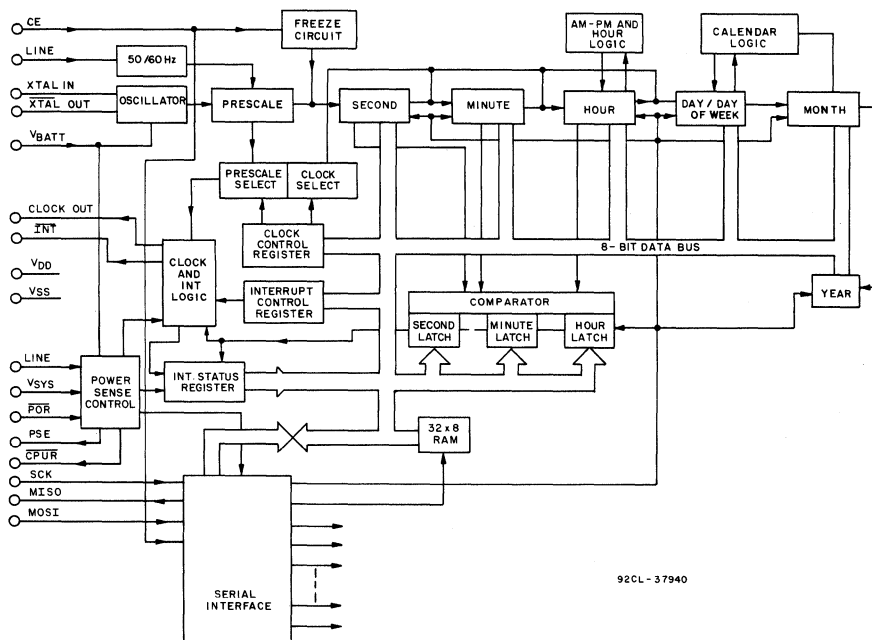 CE
FREEZE
CIRCUIT
AM-PM AND
HOUR LOGIC
CALENDAR
LOGIC
LINE
50/60 Hz
XTAL IN
XTAL OUT
OSCILLATOR
PRESCALE
SECOND
MINUTE
HOUR
DAY / DAY
OF WEEK
MONTH
VBATT
PRESCALE
SELECT
CLOCK
SELECT
CLOCK OUT
INT
CLOCK
AND
INT
LOGIC
CLOCK
CONTROL
REGISTER
8-BIT DATA BUS
VDD
VSS
INTERRUPT
CONTROL
REGISTER
COMPARATOR
YEAR
SECOND
LATCH
MINUTE
LATCH
HOUR
LATCH
LINE
VSYS
POR
PSE
CPUR
POWER
SENSE
CONTROL
INT. STATUS
REGISTER
32 x 8
RAM
SCK
MISO
MOSI
SERIAL
INTERFACE
92CL-37940